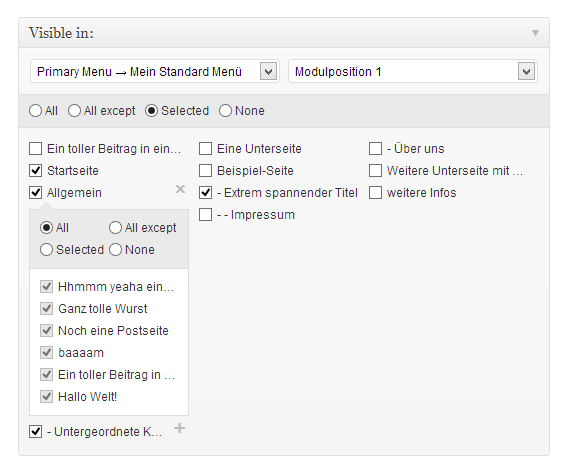 Visible in:
Primary Menu → Mein Standard Menü
Modulposition 1
All All except Selected None
Ein toller Beitrag in ein…
Startseite
Allgemein
All All except
Selected None
Hhmmm yeaha ein…
Ganz tolle Wurst
Noch eine Postseite
baaaam
Ein toller Beitrag in …
Hallo Welt!
- Untergeordnete K…
Eine Unterseite
Beispiel-Seite
- Extrem spannender Titel
- - Impressum
- Über uns
Weitere Unterseite mit …
weitere Infos